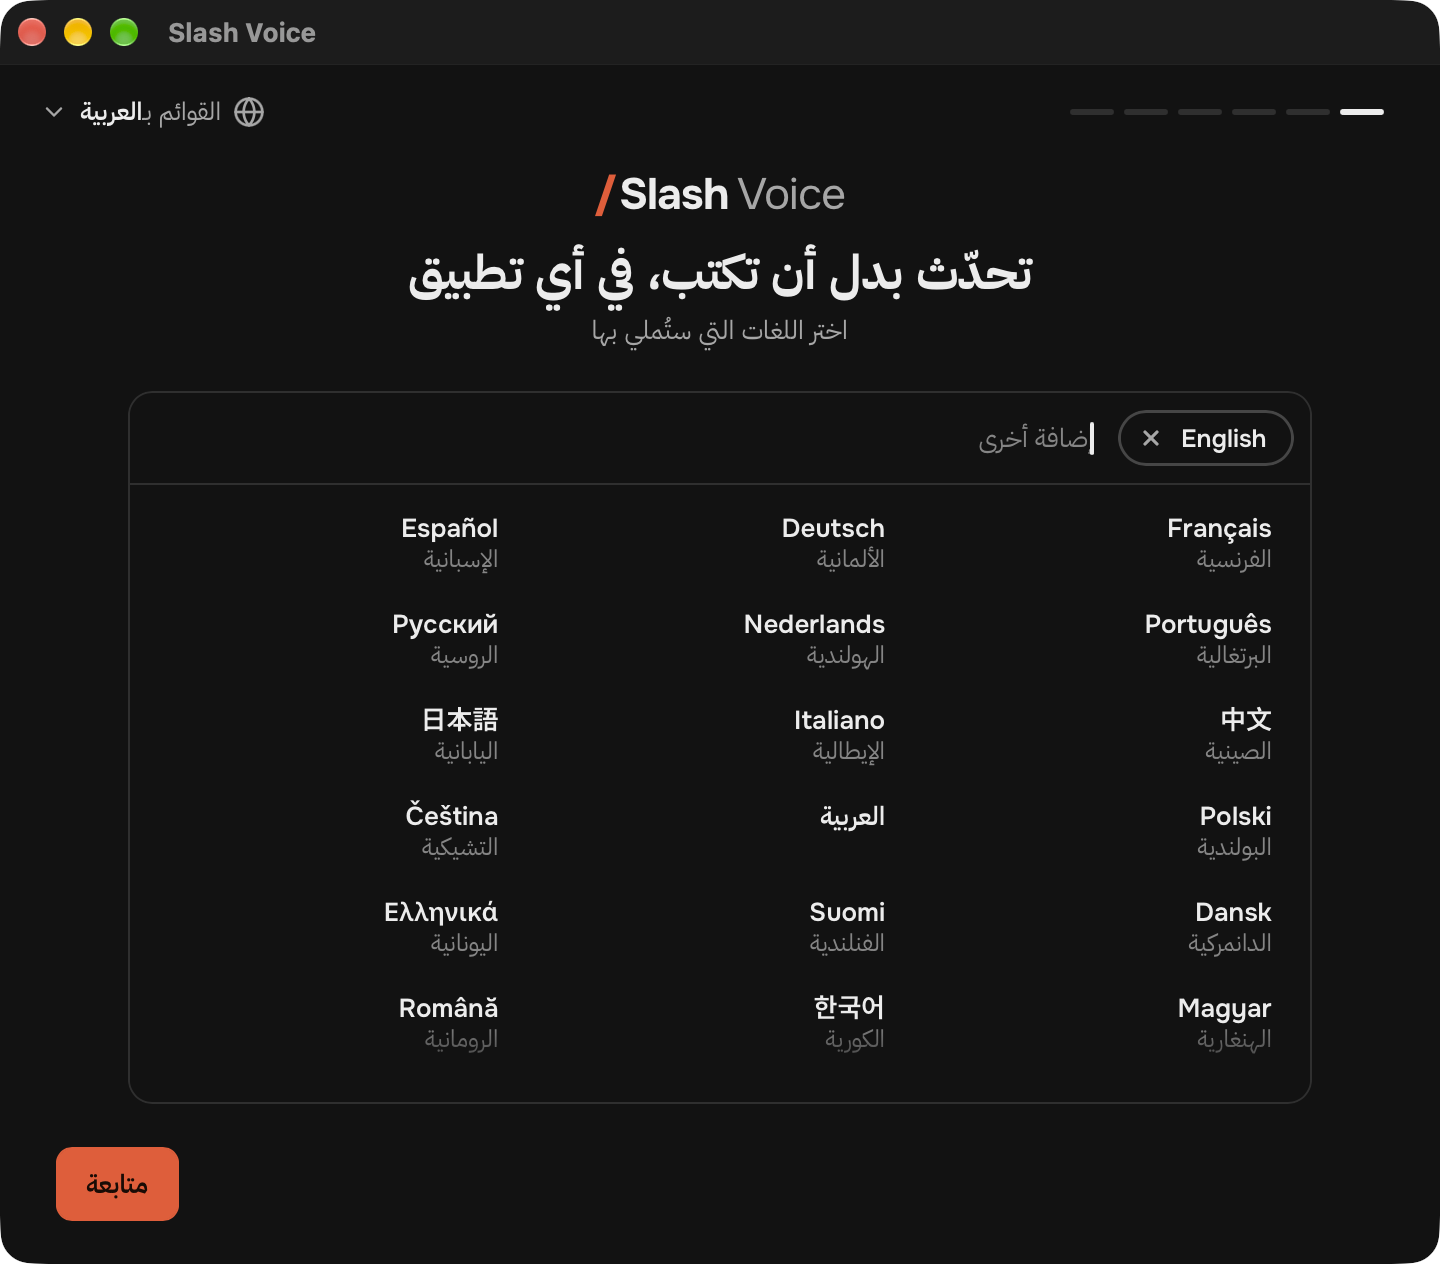 Slash Voice
القوائم بـالعربية
/Slash Voice
تحدّث بدل أن تكتب، في أي تطبيق
اختر اللغات التي ستُملي بها
English
ضافة أخرى
Français
الفرنسية
Deutsch
الألمانية
Español
الإسبانية
Português
البرتغالية
Nederlands
الهولندية
Русский
الروسية
中文
الصينية
Italiano
الإيطالية
日本語
اليابانية
Polski
البولندية
العربية
Čeština
التشيكية
Dansk
الدانمركية
Suomi
الفنلندية
Ελληνικά
اليونانية
Magyar
الهنغارية
한국어
الكورية
Română
الرومانية
متابعة